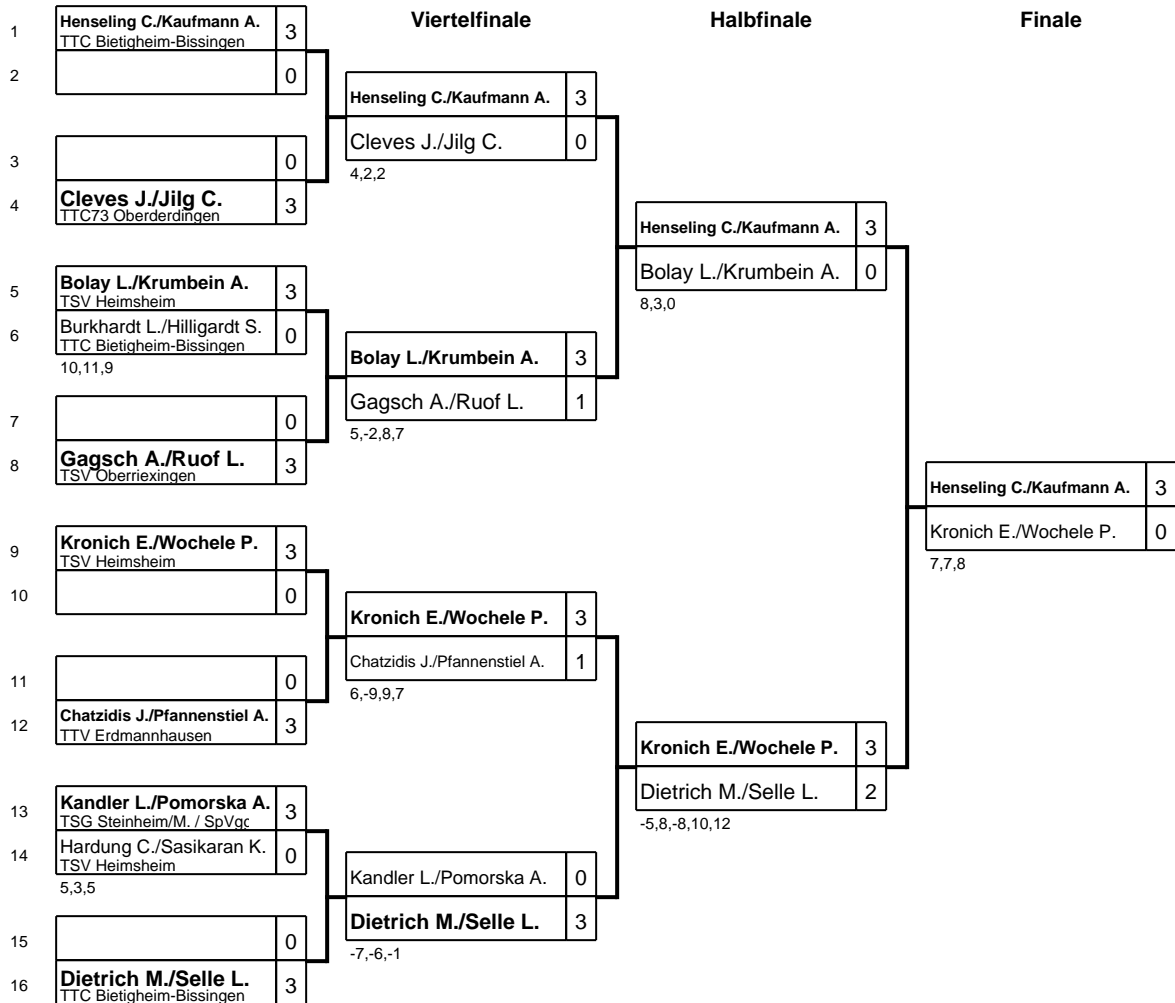 Viertelfinale
Halbfinale
Finale
1
Henseling C./Kaufmann A.
3
TTC Bietigheim-Bissingen
2
0
3
0
4
Cleves J./Jilg C.
3
TTC73 Oberderdingen
5
Bolay L./Krumbein A.
3
TSV Heimsheim
6
Burkhardt L./Hilligardt S.
0
TTC Bietigheim-Bissingen
10,11,9
7
0
8
Gagsch A./Ruof L.
3
TSV Oberriexingen
9
Kronich E./Wochele P.
3
TSV Heimsheim
10
0
11
0
12
Chatzidis J./Pfannenstiel A.
3
TTV Erdmannhausen
13
Kandler L./Pomorska A.
3
TSG Steinheim/M. / SpVgg
14
Hardung C./Sasikaran K.
0
TSV Heimsheim
5,3,5
15
0
16
Dietrich M./Selle L.
3
TTC Bietigheim-Bissingen
Henseling C./Kaufmann A.
3
Cleves J./Jilg C.
0
4,2,2
Bolay L./Krumbein A.
3
Gagsch A./Ruof L.
1
5,-2,8,7
Kronich E./Wochele P.
3
Chatzidis J./Pfannenstiel A.
1
6,-9,9,7
Kandler L./Pomorska A.
0
Dietrich M./Selle L.
3
-7,-6,-1
Henseling C./Kaufmann A.
3
Bolay L./Krumbein A.
0
8,3,0
Kronich E./Wochele P.
3
Dietrich M./Selle L.
2
-5,8,-8,10,12
Henseling C./Kaufmann A.
3
Kronich E./Wochele P.
0
7,7,8